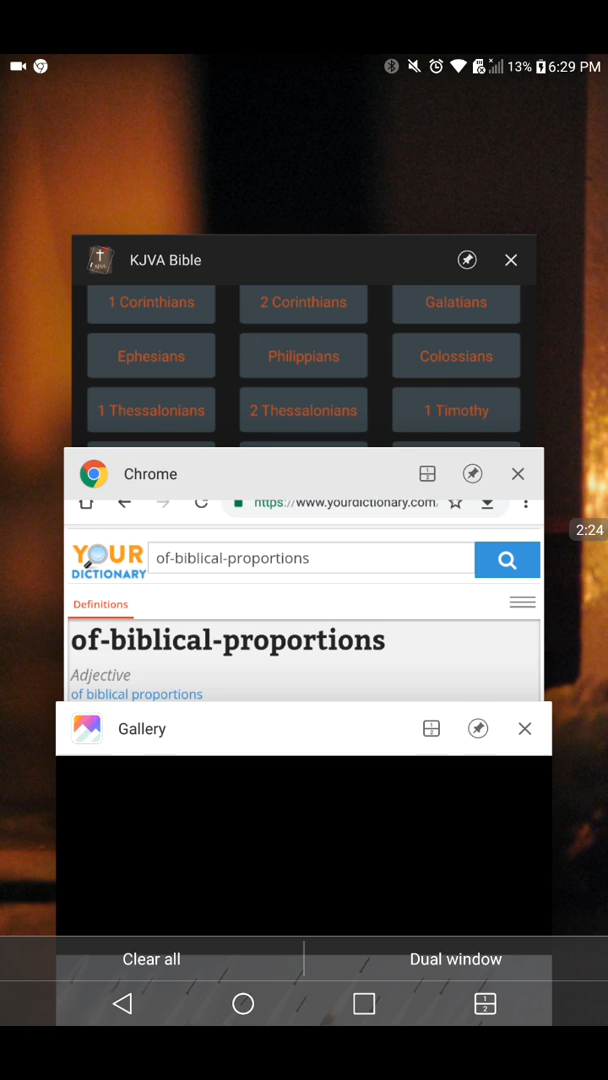 13% 6:29 PM
KJVA Bible
1 Corinthians 2 Corinthians Galatians
Ephesians Philippians Colossians
1 Thessalonians 2 Thessalonians 1 Timothy
Chrome
https://www.yourdictionary.com/
2:24
YOUR DICTIONARY of-biblical-proportions
Definitions
of-biblical-proportions
Adjective
of biblical proportions
Gallery
Clear all Dual window